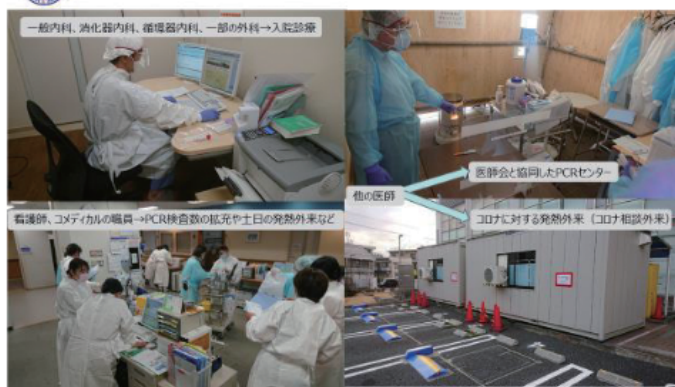 一般内科、消化器内科、循環器内科、一部の外科→入院診療
医師会と協同したPCRセンター
他の医師
看護師、コメディカルの職員→PCR検査数の拡充や土日の発熱外来など
コロナに対する発熱外来（コロナ相談外来）